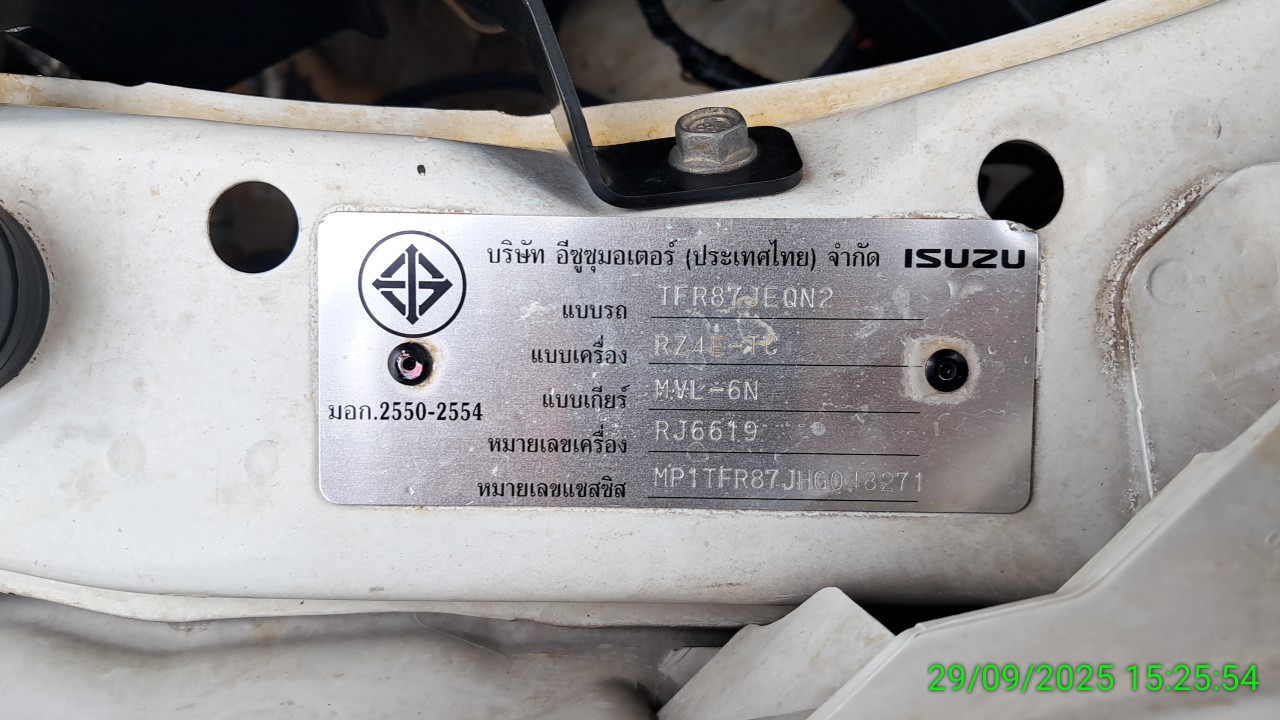 บริษัท อีซูซุมอเตอร์ (ประเทศไทย) จำกัด ISUZU
แบบรถ TFR87JEQN2
แบบเครื่อง RZ4E-TC
แบบเกียร์ MVL-6N
มอก.2550-2554
หมายเลขเครื่อง RJ6619
หมายเลขแชสซิส
29/09/2025 15:25:54